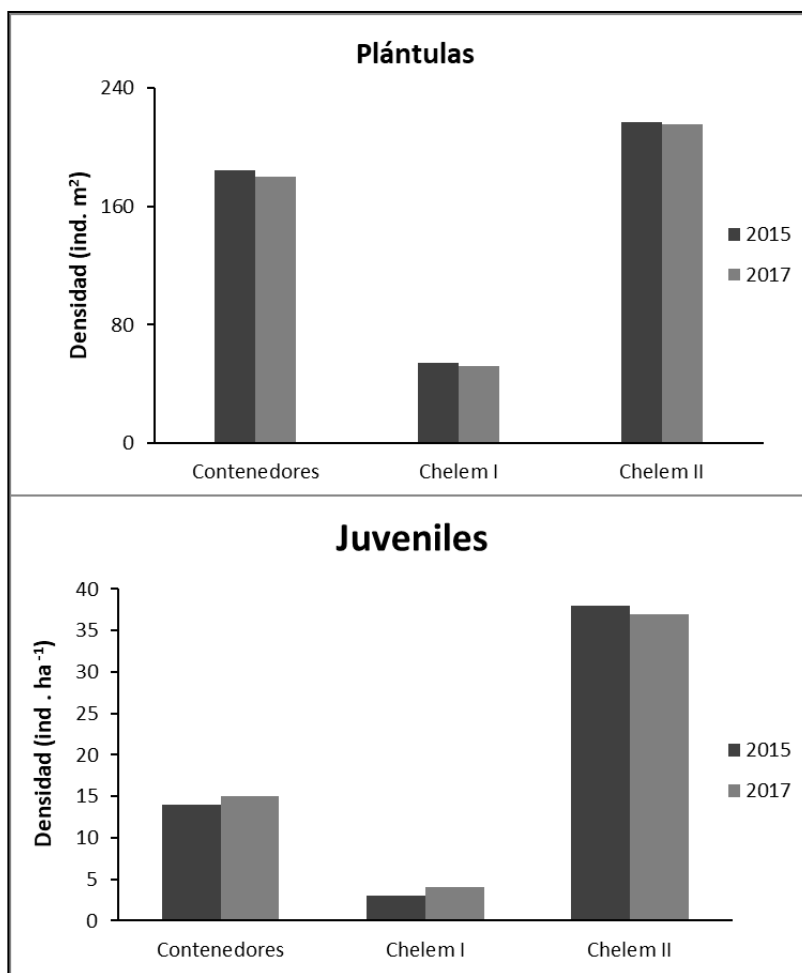 Plántulas
240
160
80
0
Densidad (ind. m²)
Contenedores Chelem I Chelem II
2015
2017
Juveniles
40
35
30
25
20
15
10
5
0
Densidad (ind . ha ⁻¹)
Contenedores Chelem I Chelem II
2015
2017